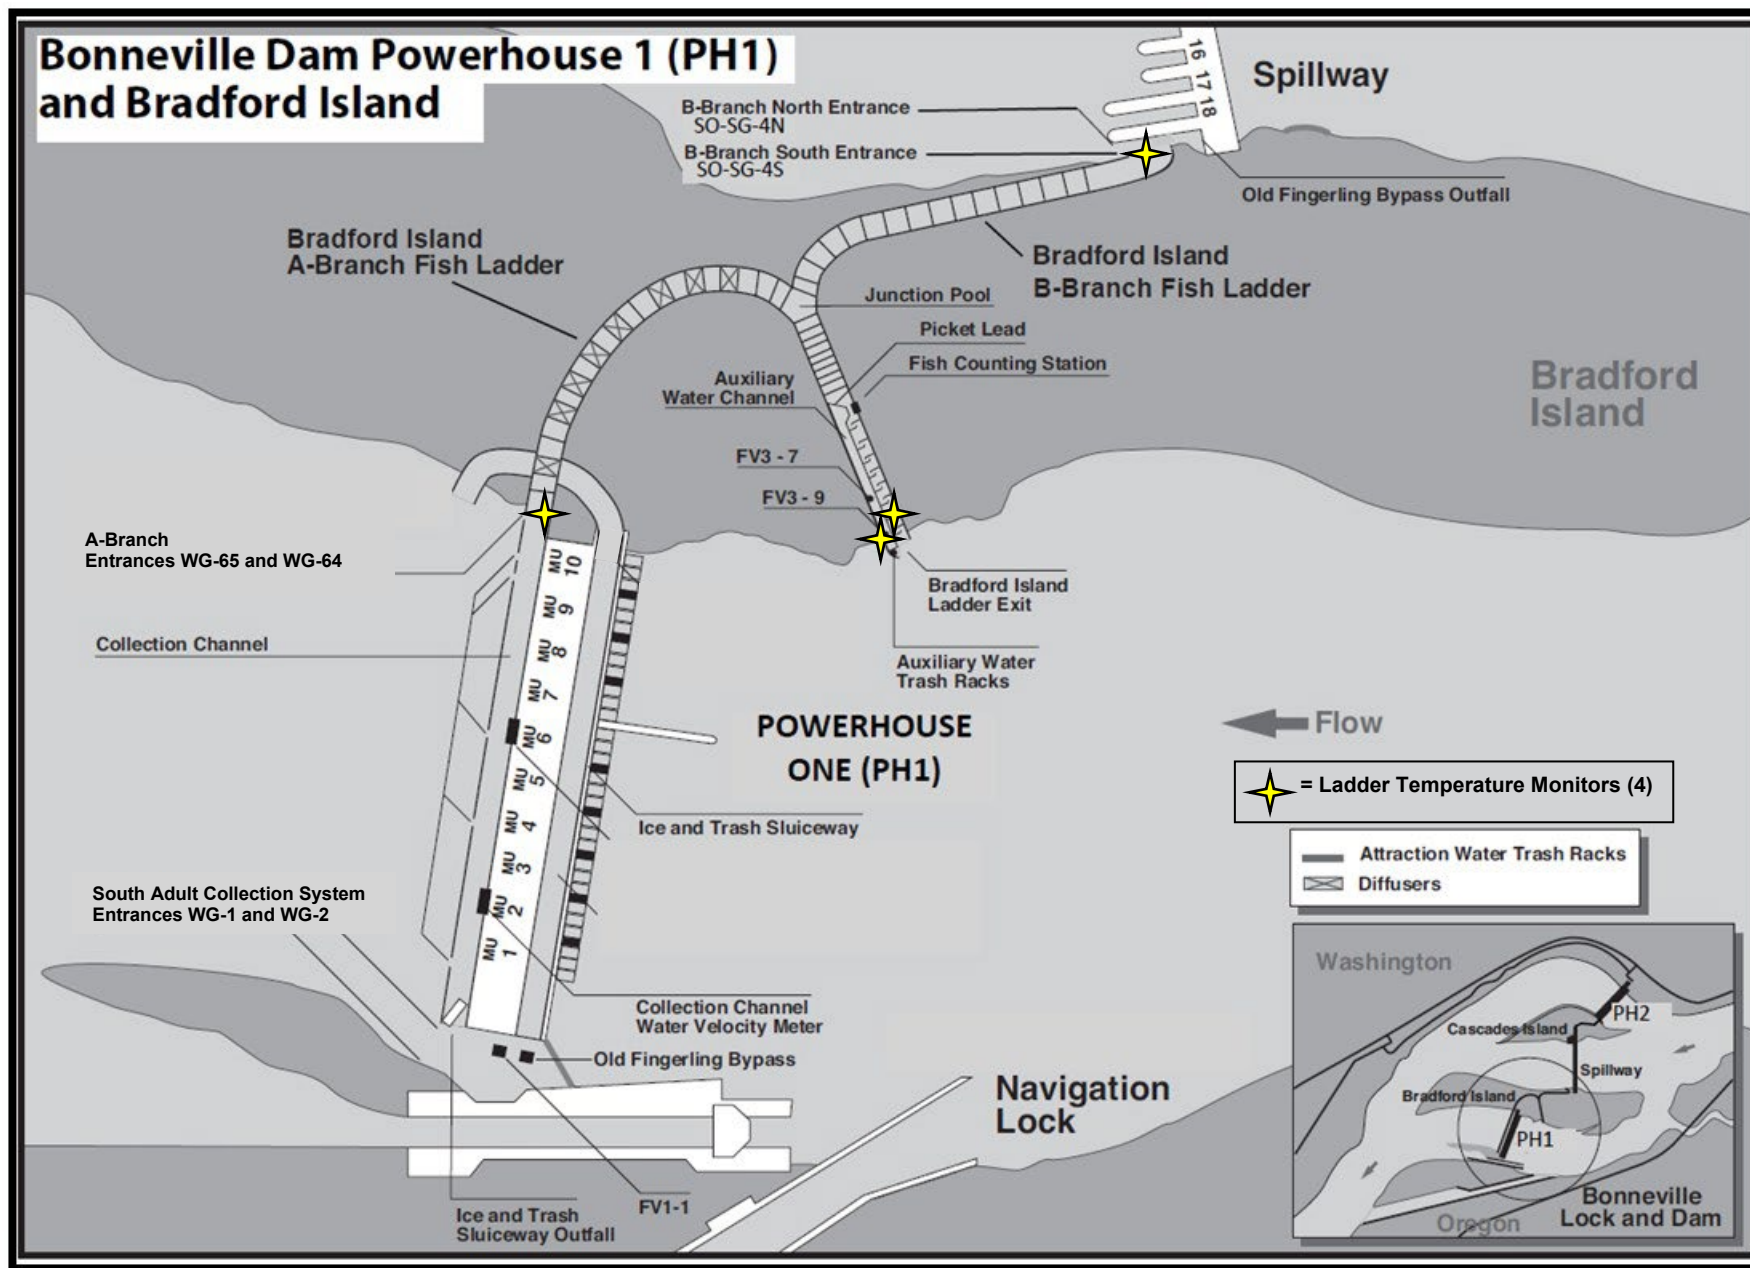 Bonneville Dam Powerhouse 1 (PH1)
and Bradford Island
16
17
18
Spillway
B-Branch North Entrance
SO-SG-4N
B-Branch South Entrance
SO-SG-4S
Old Fingerling Bypass Outfall
Bradford Island
A-Branch Fish Ladder
Bradford Island
B-Branch Fish Ladder
Junction Pool
Picket Lead
Fish Counting Station
Auxiliary
Water Channel
Bradford
Island
FV3 - 7
FV3 - 9
A-Branch
Entrances WG-65 and WG-64
Bradford Island
Ladder Exit
Auxiliary Water
Trash Racks
Collection Channel
MU
10
MU
9
MU
8
MU
7
MU
6
MU
5
MU
4
MU
3
MU
2
MU
1
POWERHOUSE
ONE (PH1)
Flow
= Ladder Temperature Monitors (4)
Ice and Trash Sluiceway
Attraction Water Trash Racks
Diffusers
South Adult Collection System
Entrances WG-1 and WG-2
Collection Channel
Water Velocity Meter
Old Fingerling Bypass
Navigation
Lock
FV1-1
Ice and Trash
Sluiceway Outfall
Washington
PH2
Cascades Island
Spillway
Bradford Island
PH1
Oregon
Bonneville
Lock and Dam